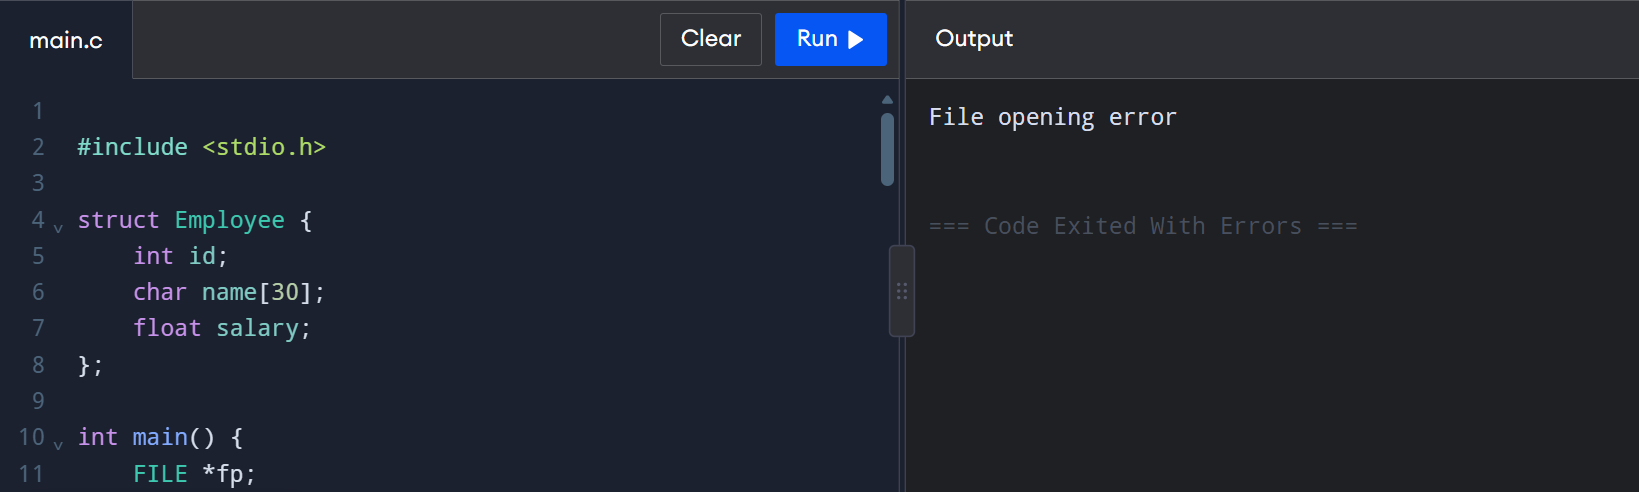 main.c
Clear
Run
Output
1
2 #include <stdio.h>
3
4 struct Employee {
5     int id;
6     char name[30];
7     float salary;
8 };
9
10 int main() {
11     FILE *fp;
File opening error
=== Code Exited With Errors ===